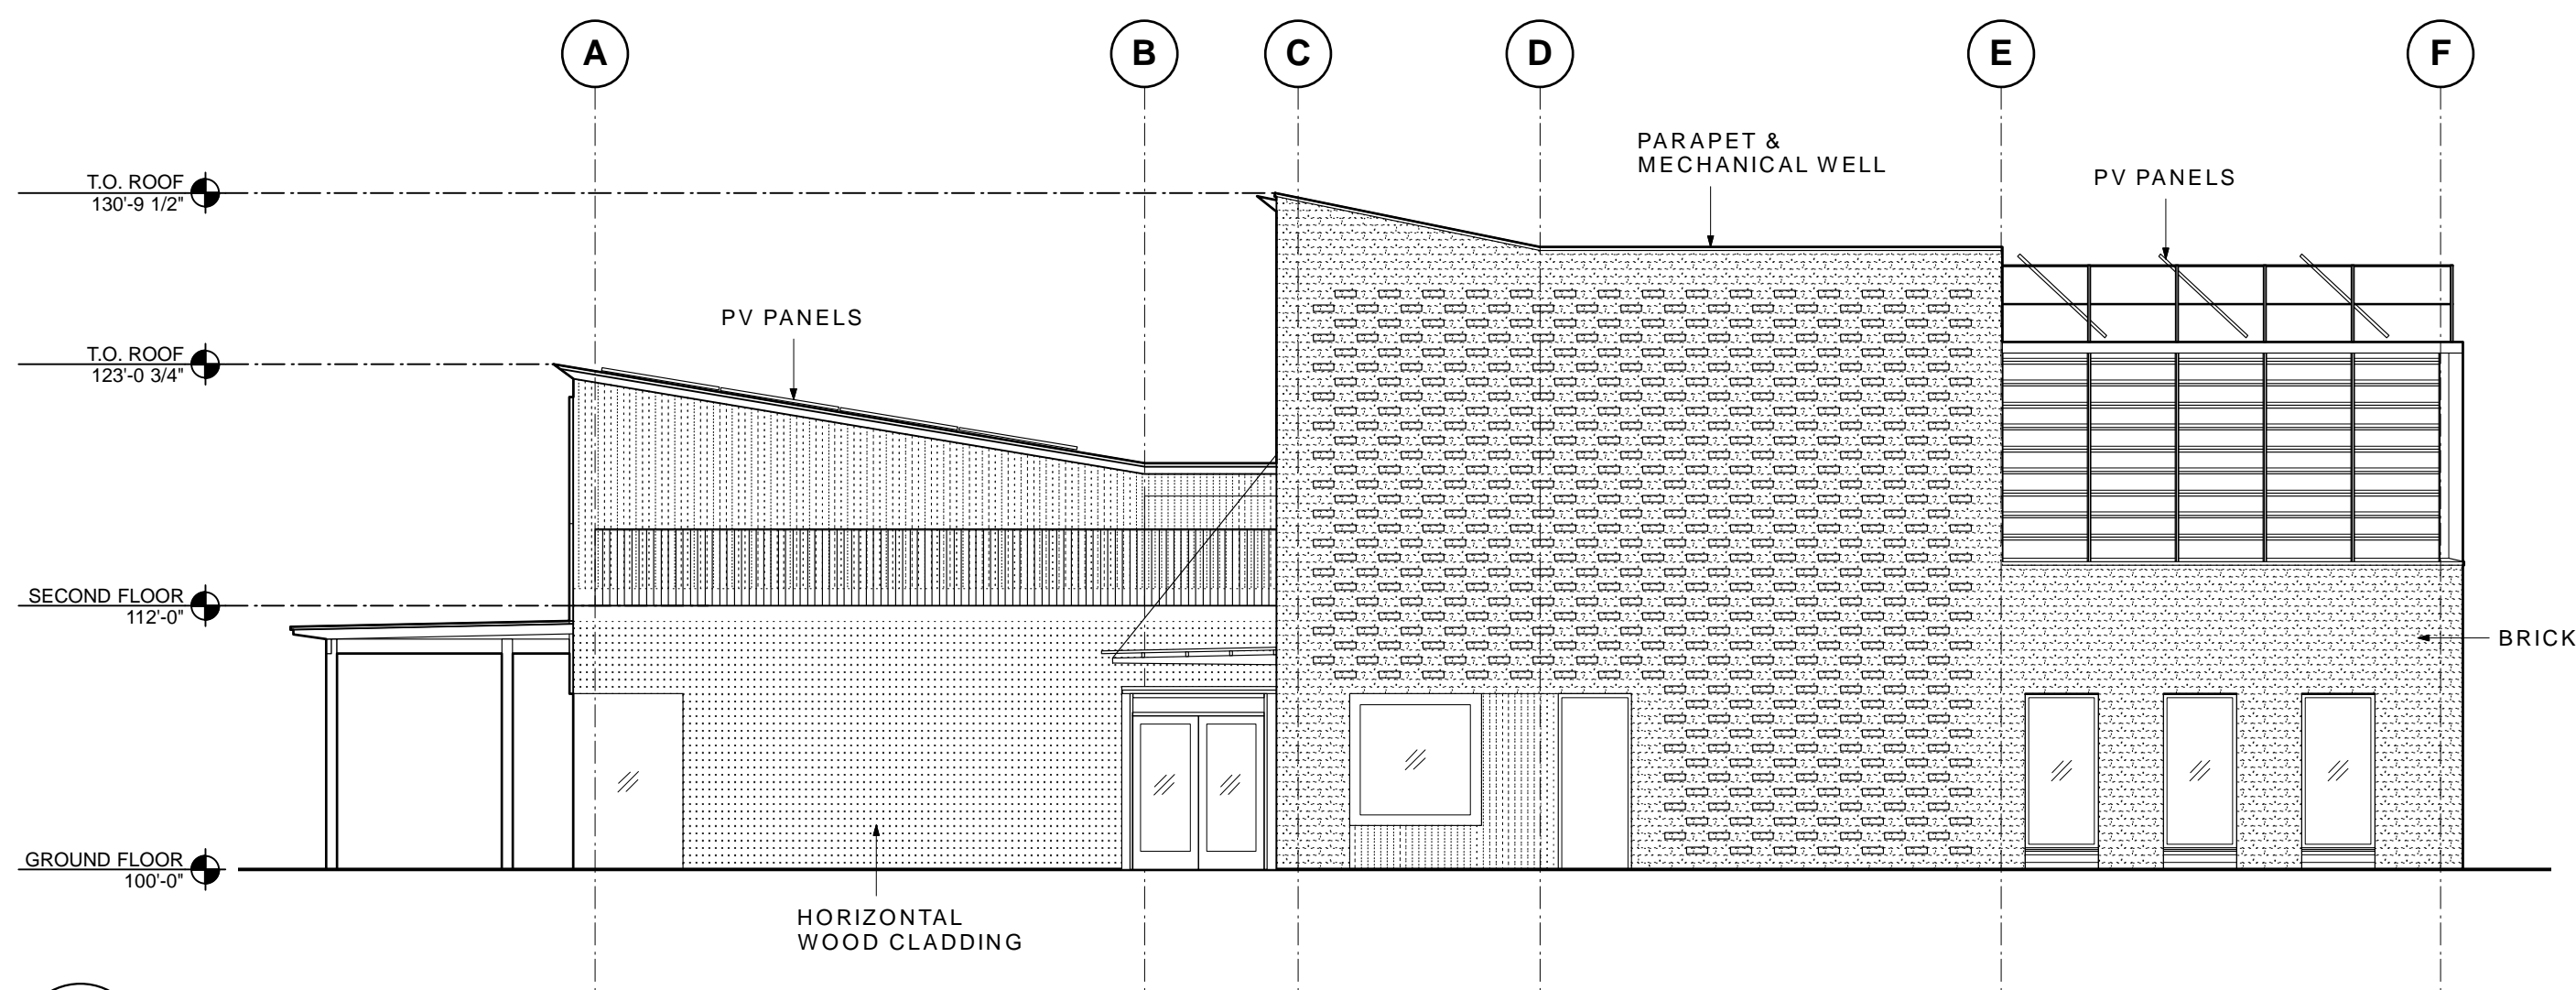 A
B
C
D
E
F
PARAPET &
MECHANICAL WELL
PV PANELS
T.O. ROOF
130'-9 1/2"
PV PANELS
T.O. ROOF
123'-0 3/4"
SECOND FLOOR
112'-0"
BRICK
GROUND FLOOR
100'-0"
HORIZONTAL
WOOD CLADDING